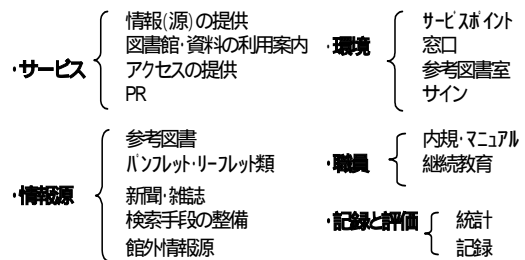 ・サービス
情報(源)の提供
図書館・資料の利用案内
アクセスの提供
PR
・環境
サービスポイント
窓口
参考図書室
サイン
・情報源
参考図書
パンフレット・リーフレット類
新聞・雑誌
検索手段の整備
館外情報源
・職員
内規・マニュアル
継続教育
・記録と評価
統計
記録